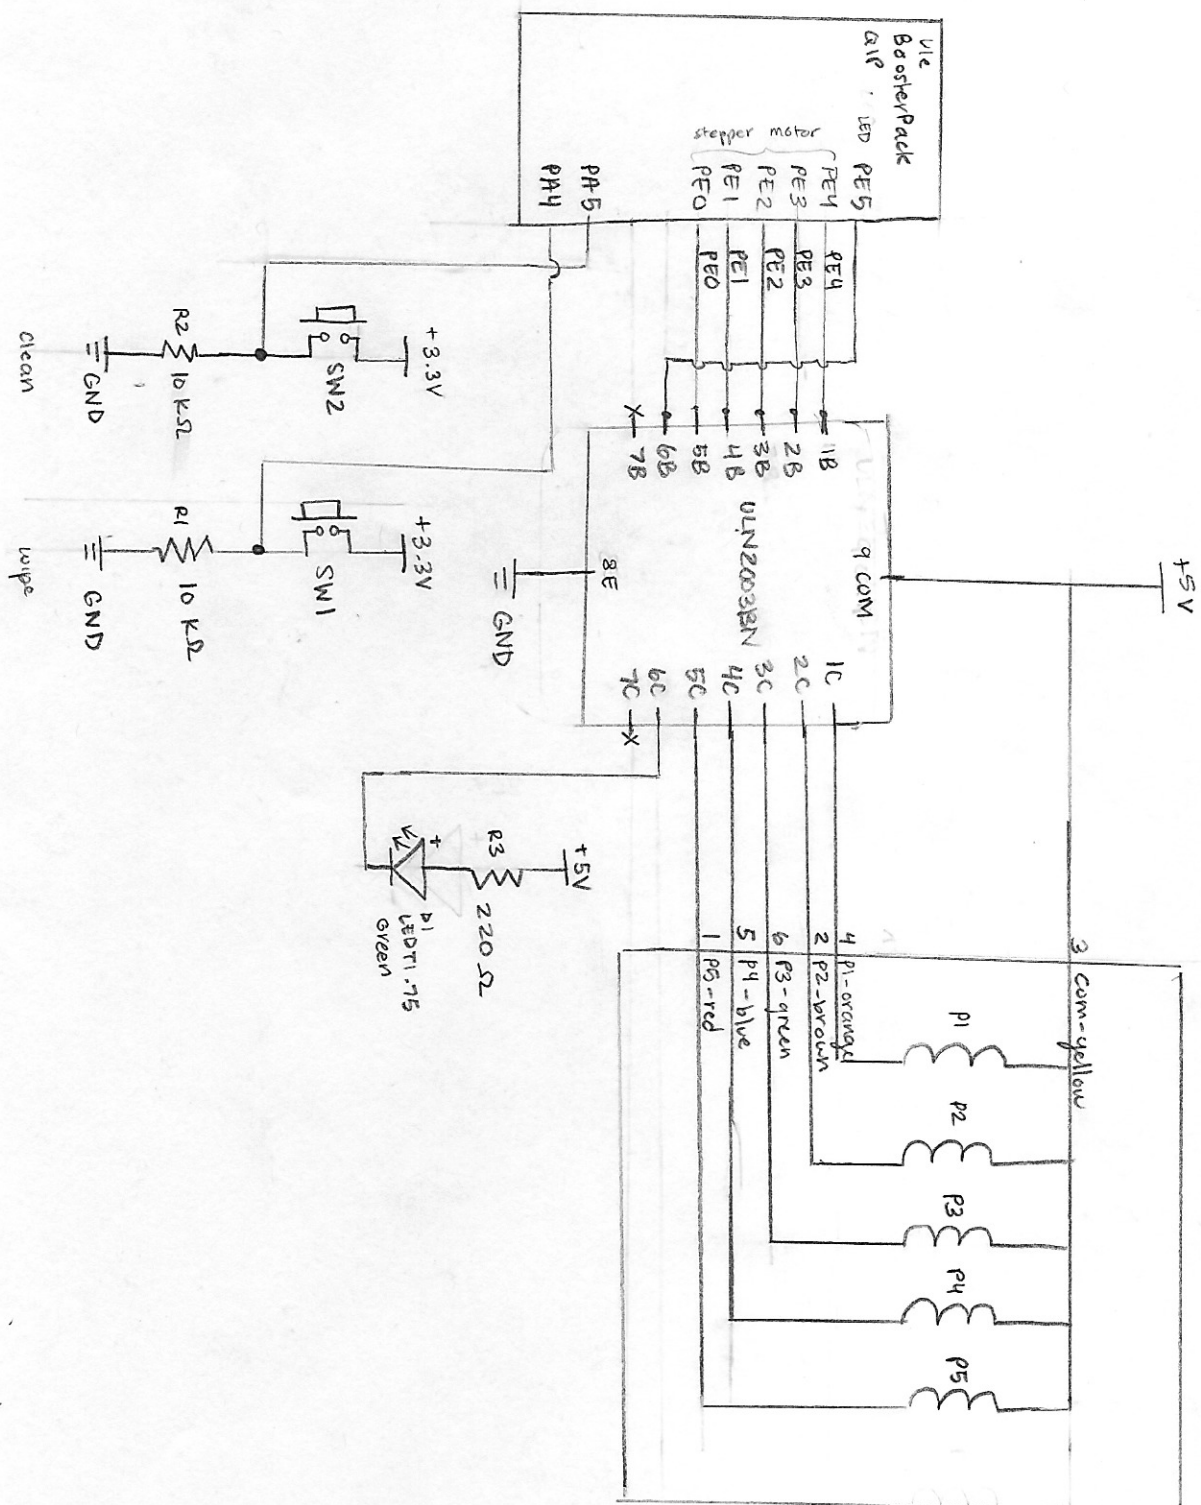 U1c
BoosterPack
LED PE5
PE4
PE3
PE2
PE1
PE0
stepper motor
PA5
PA4
PE4
PE3
PE2
PE1
PE0
+3.3V
SW2
R2
10 KΩ
GND
Clean
+3.3V
SW1
R1
10 KΩ
GND
wipe
+5V
9 COM
1B
2B
3B
4B
5B
6B
7B
ULN2003BN
8E
GND
1C
2C
3C
4C
5C
6C
7C
+5V
R3
220 Ω
+
D1
LEDT1.75
Green
3 com-yellow
4 P1-orange
2 P2-brown
6 P3-green
5 P4-blue
1 P5-red
P1
P2
P3
P4
P5